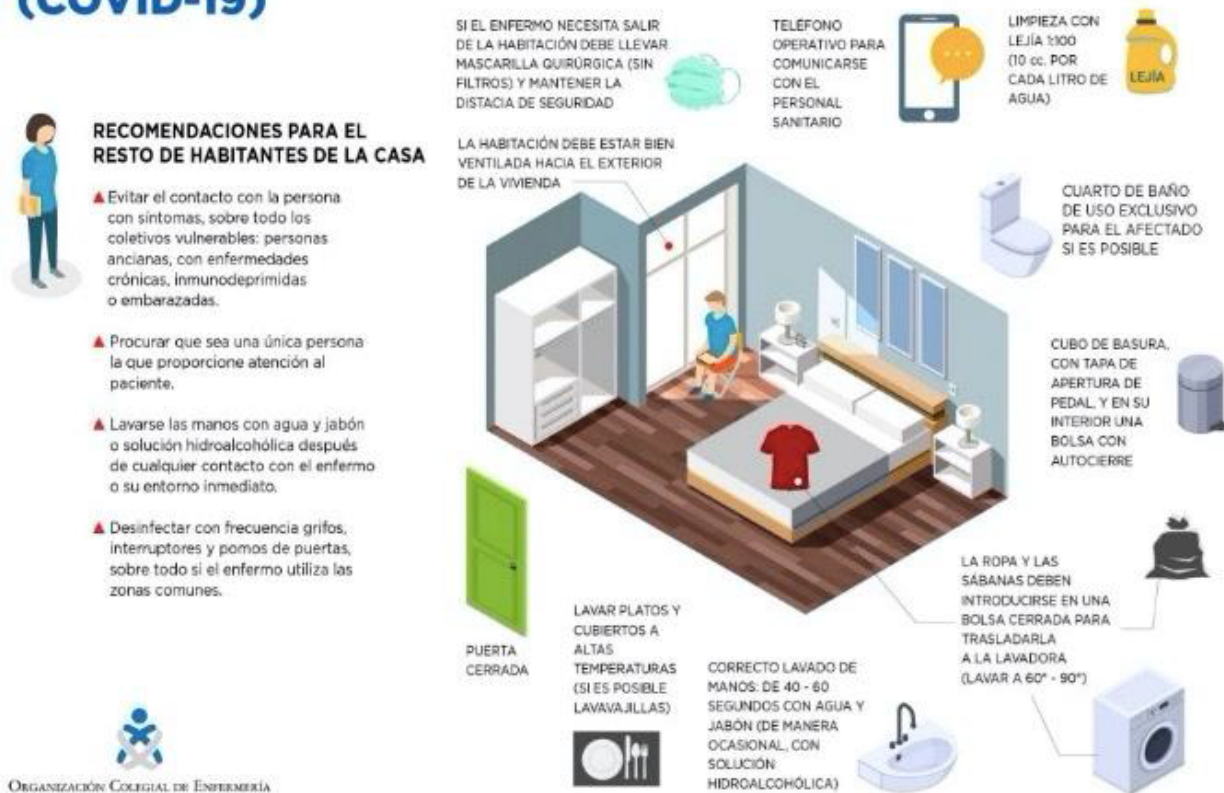 (COVID-19)
RECOMENDACIONES PARA EL
RESTO DE HABITANTES DE LA CASA
Evitar el contacto con la persona
con síntomas, sobre todo los
coletivos vulnerables: personas
ancianas, con enfermedades
crónicas, inmunodeprimidas
o embarazadas.
Procurar que sea una única persona
la que proporcione atención al
paciente.
Lavarse las manos con agua y jabón
o solución hidroalcohólica después
de cualquier contacto con el enfermo
o su entorno inmediato.
Desinfectar con frecuencia grifos,
interruptores y pomos de puertas,
sobre todo si el enfermo utiliza las
zonas comunes.
ORGANIZACIÓN COLEGIAL DE ENFERMERÍA
SI EL ENFERMO NECESITA SALIR
DE LA HABITACIÓN DEBE LLEVAR
MASCARILLA QUIRÚRGICA (SIN
FILTROS) Y MANTENER LA
DISTACIA DE SEGURIDAD
TELÉFONO
OPERATIVO PARA
COMUNICARSE
CON EL
PERSONAL
SANITARIO
LIMPIEZA CON
LEJÍA 1:100
(10 cc. POR
CADA LITRO DE
AGUA)
LEJÍA
LA HABITACIÓN DEBE ESTAR BIEN
VENTILADA HACIA EL EXTERIOR
DE LA VIVIENDA
CUARTO DE BAÑO
DE USO EXCLUSIVO
PARA EL AFECTADO
SI ES POSIBLE
CUBO DE BASURA,
CON TAPA DE
APERTURA DE
PEDAL, Y EN SU
INTERIOR UNA
BOLSA CON
AUTOCIERRE
LA ROPA Y LAS
SÁBANAS DEBEN
INTRODUCIRSE EN UNA
BOLSA CERRADA PARA
TRASLADARLA
A LA LAVADORA
(LAVAR A 60° - 90°)
PUERTA
CERRADA
LAVAR PLATOS Y
CUBIERTOS A
ALTAS
TEMPERATURAS
(SI ES POSIBLE
LAVAVAJILLAS)
CORRECTO LAVADO DE
MANOS: DE 40 - 60
SEGUNDOS CON AGUA Y
JABÓN (DE MANERA
OCASIONAL, CON
SOLUCIÓN
HIDROALCOHÓLICA)